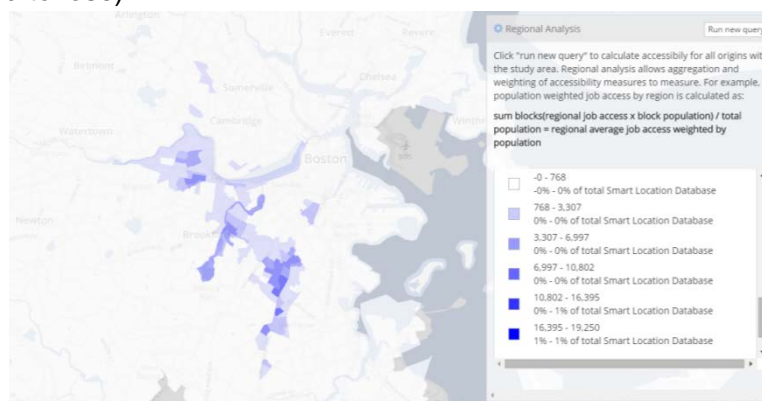 Arlington
Everett
Revere
Belmont
Chelsea
Somerville
Cambridge
Watertown
Winth
BOS
Boston
Newton
Brook
Regional Analysis
Run new query
Click "run new query" to calculate accessibily for all origins wit
the study area. Regional analysis allows aggregation and
weighting of accessibility measures to measure. For example,
population weighted job access by region is calculated as:
sum blocks(regional job access x block population) / total
population = regional average job access weighted by
population
-0 - 768
-0% - 0% of total Smart Location Database
768 - 3,307
0% - 0% of total Smart Location Database
3,307 - 6,997
0% - 0% of total Smart Location Database
6,997 - 10,802
0% - 0% of total Smart Location Database
10,802 - 16,395
0% - 1% of total Smart Location Database
16,395 - 19,250
1% - 1% of total Smart Location Database